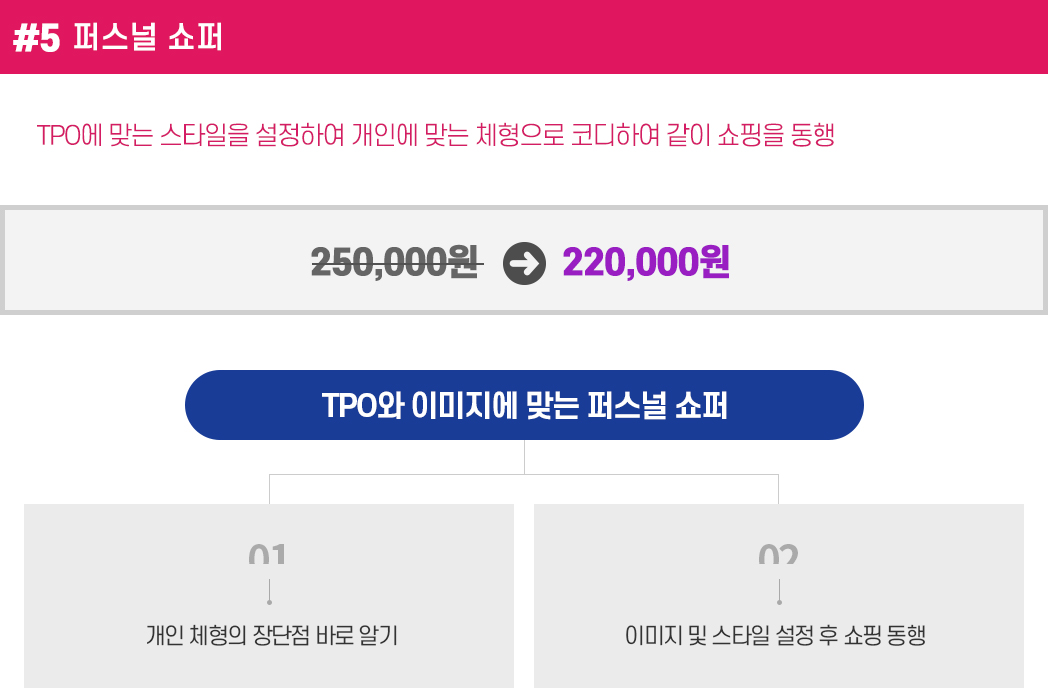 #5 퍼스널 쇼퍼
TPO에 맞는 스타일을 설정하여 개인에 맞는 체형으로 코디하여 같이 쇼핑을 동행
250,000원 220,000원
TPO와 이미지에 맞는 퍼스널 쇼퍼
01
개인 체형의 장단점 바로 알기
02
이미지 및 스타일 설정 후 쇼핑 동행